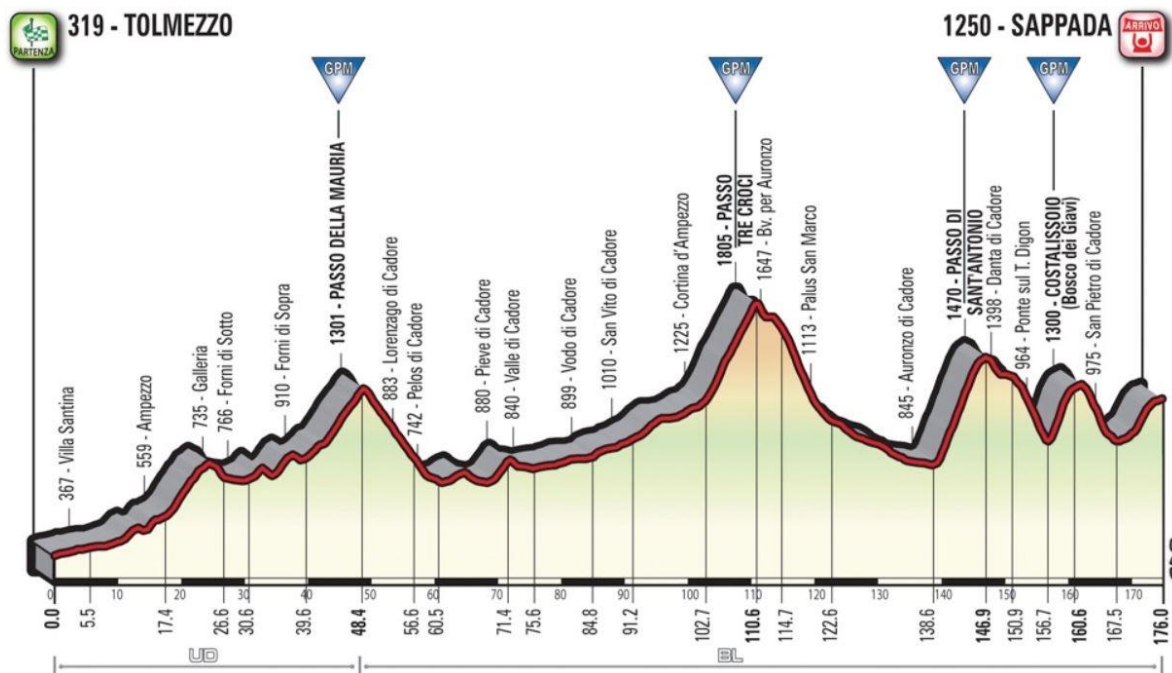 319 - TOLMEZZO
1250 - SAPPADA
PARTENZA
ARRIVO
GPM
GPM
GPM
GPM
367 - Villa Santina
559 - Ampezzo
735 - Galleria
766 - Forni di Sotto
910 - Forni di Sopra
1301 - PASSO DELLA MAURIA
883 - Lorenzago di Cadore
742 - Pelos di Cadore
880 - Pieve di Cadore
840 - Valle di Cadore
899 - Vodo di Cadore
1010 - San Vito di Cadore
1225 - Cortina d'Ampezzo
1805 - PASSO
TRE CROCI
1647 - Bv. per Auronzo
1113 - Palus San Marco
845 - Auronzo di Cadore
1470 - PASSO DI
SANT'ANTONIO
1398 - Danta di Cadore
964 - Ponte sul T. Digon
1300 - COSTALISSOIO
(Bosco dei Giavi)
975 - San Pietro di Cadore
0 10 20 30 40 50 60 70 80 90 100 110 120 130 140 150 160 170
0.0 5.5 17.4 26.6 30.6 39.6 48.4 56.6 60.5 71.4 75.6 84.8 91.2 102.7 110.6 114.7 122.6 138.6 146.9 150.9 156.7 160.6 167.5 176.0
UD BL